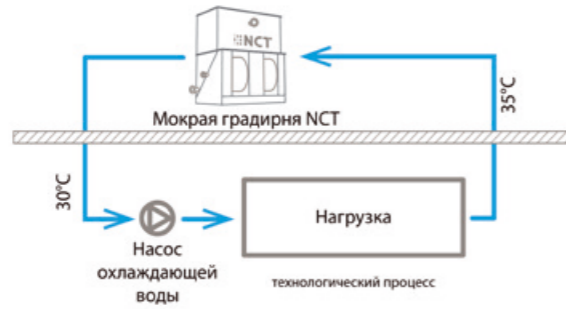 NCT
Мокрая градирня NCT
30°C
35°C
Нагрузка
Насос
охлаждающей
воды
технологический процесс